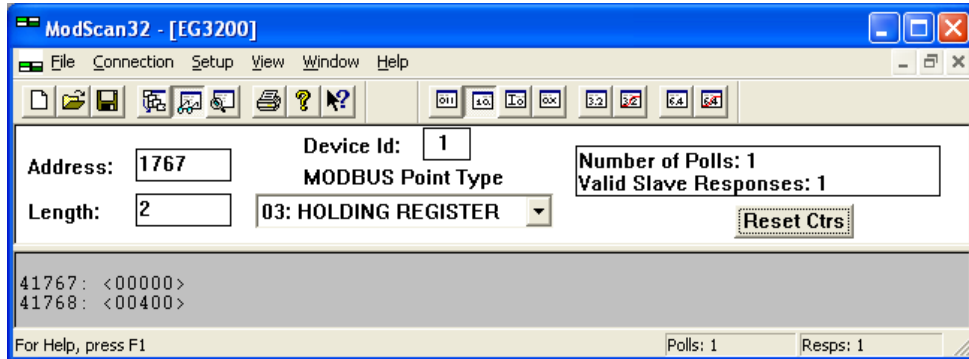 ModScan32 - [EG3200]
File Connection Setup View Window Help
Address: 1767
Device Id: 1
MODBUS Point Type
Length: 2
03: HOLDING REGISTER
Number of Polls: 1
Valid Slave Responses: 1
Reset Ctrs
41767: <00000>
41768: <00400>
For Help, press F1
Polls: 1
Resps: 1